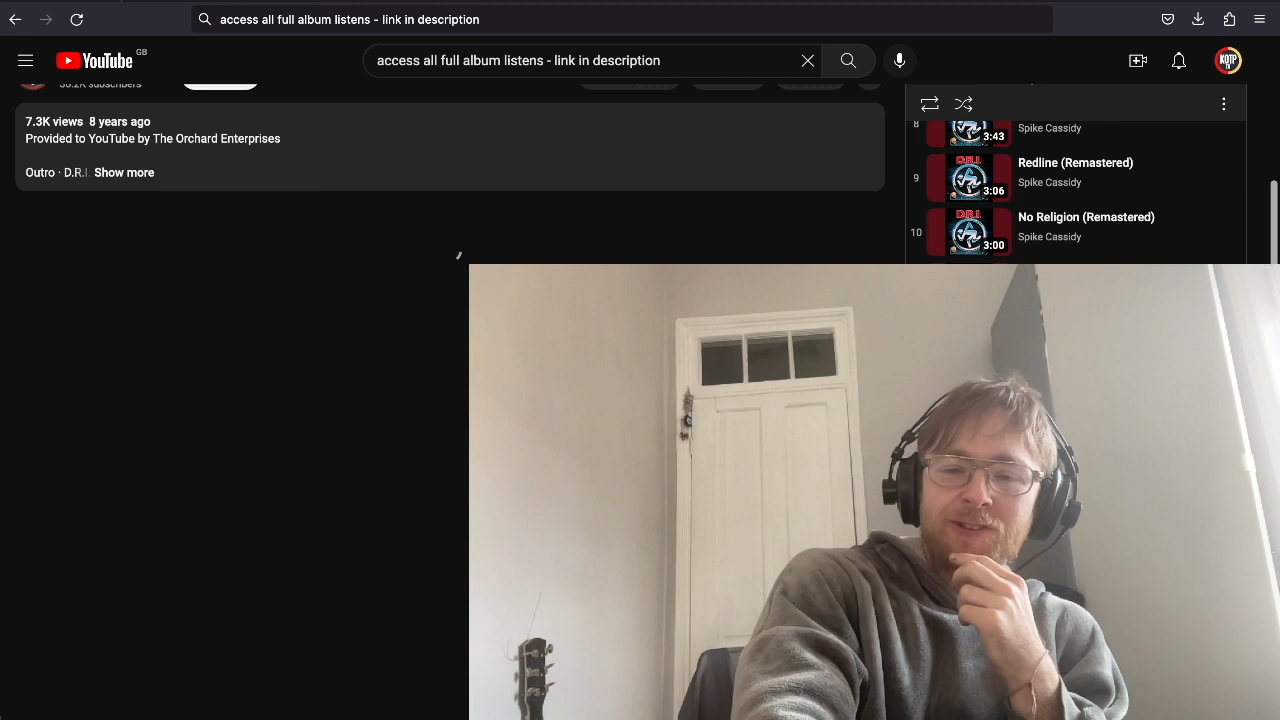 access all full album listens - link in description
YouTube GB
access all full album listens - link in description
KOTP
7.3K views 8 years ago
Provided to YouTube by The Orchard Enterprises
Outro · D.R.I. Show more
8
3:43
Spike Cassidy
9
D.R.I.
3:06
Redline (Remastered)
Spike Cassidy
10
D.R.I.
3:00
No Religion (Remastered)
Spike Cassidy